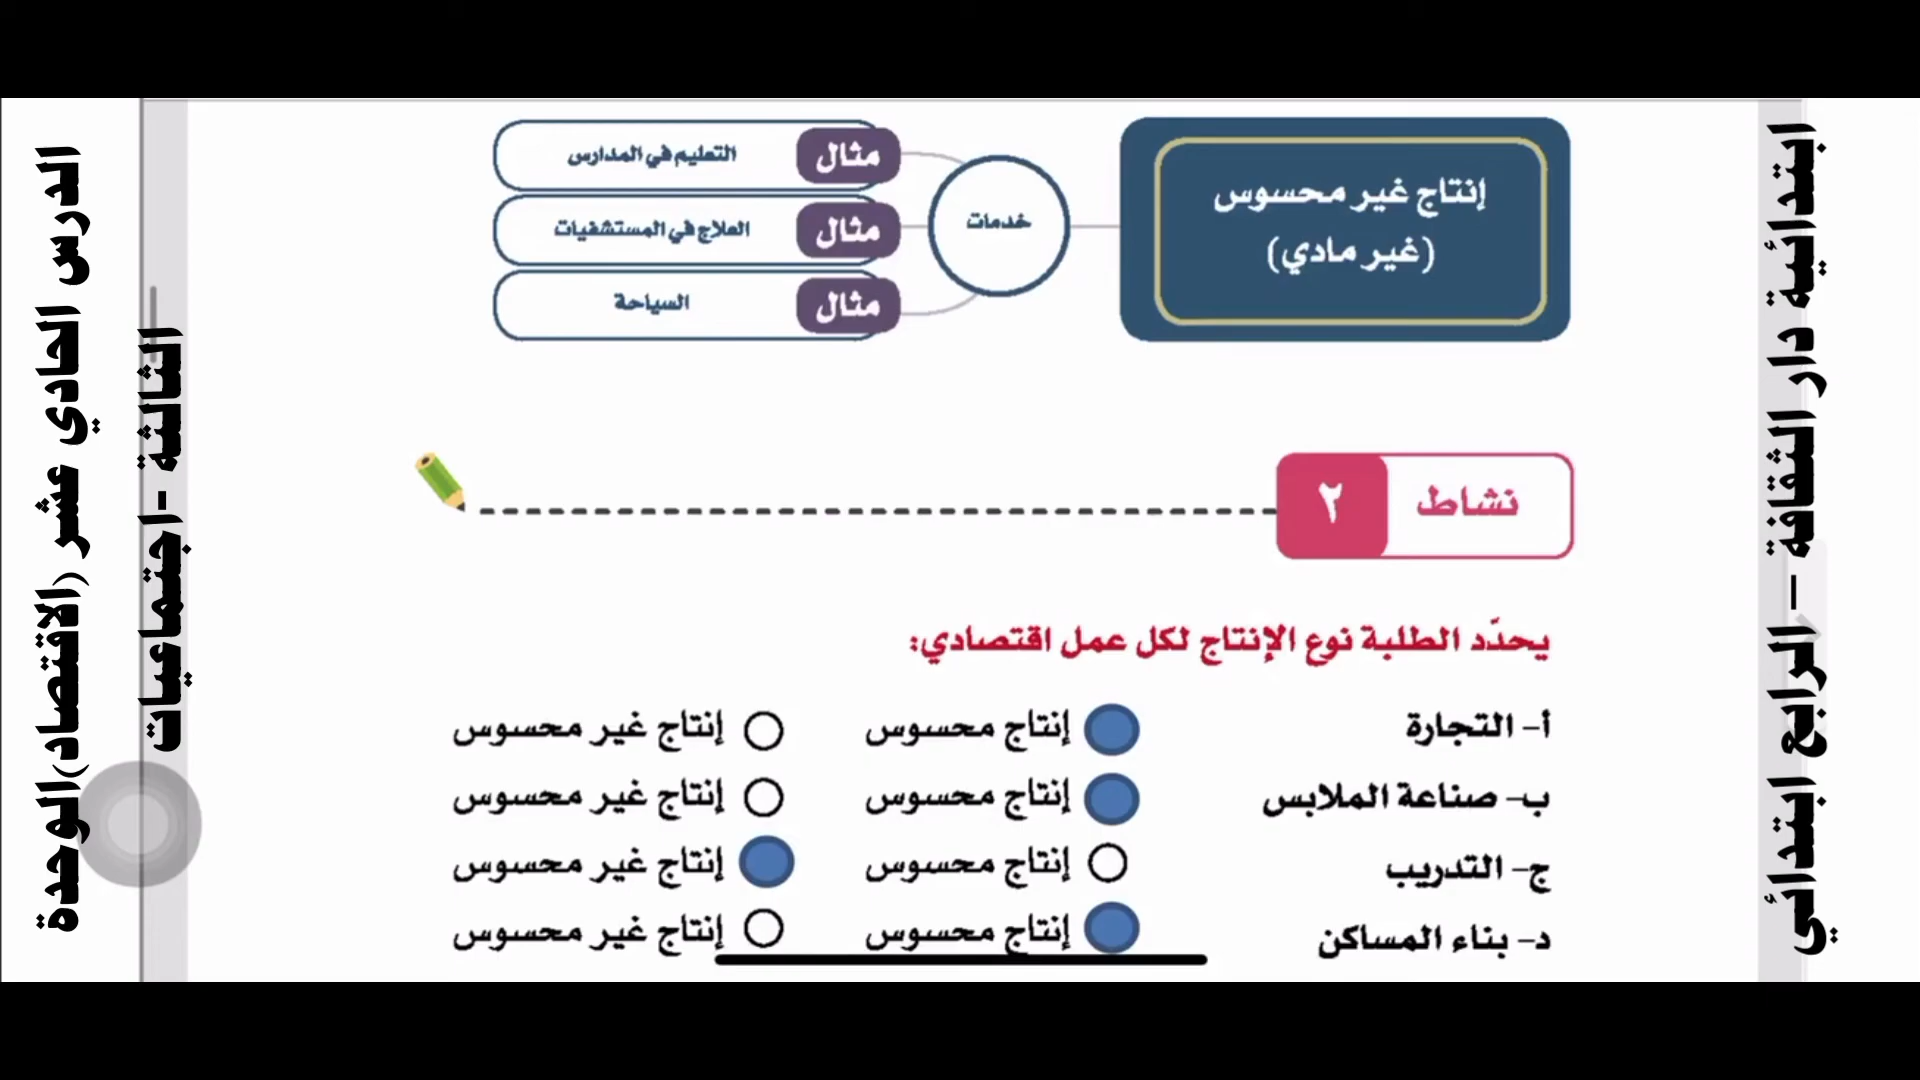 ابتدائية دار الثقافة – الرابع ابتدائي
إنتاج غير محسوس
(غير مادي)
خدمات
مثال
التعليم في المدارس
مثال
العلاج في المستشفيات
مثال
السياحة
نشاط ٢
يحدّد الطلبة نوع الإنتاج لكل عمل اقتصادي:
أ- التجارة إنتاج محسوس إنتاج غير محسوس
ب- صناعة الملابس إنتاج محسوس إنتاج غير محسوس
ج- التدريب إنتاج محسوس إنتاج غير محسوس
د- بناء المساكن إنتاج محسوس إنتاج غير محسوس
الدرس الحادي عشر (الاقتصاد)الوحدة
الثالثة -اجتماعيات